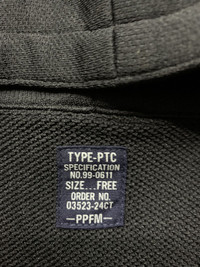 TYPE-PTC
SPECIFICATION
NO.99-0611
SIZE...FREE
ORDER NO.
03523-24CT
—PPFM—